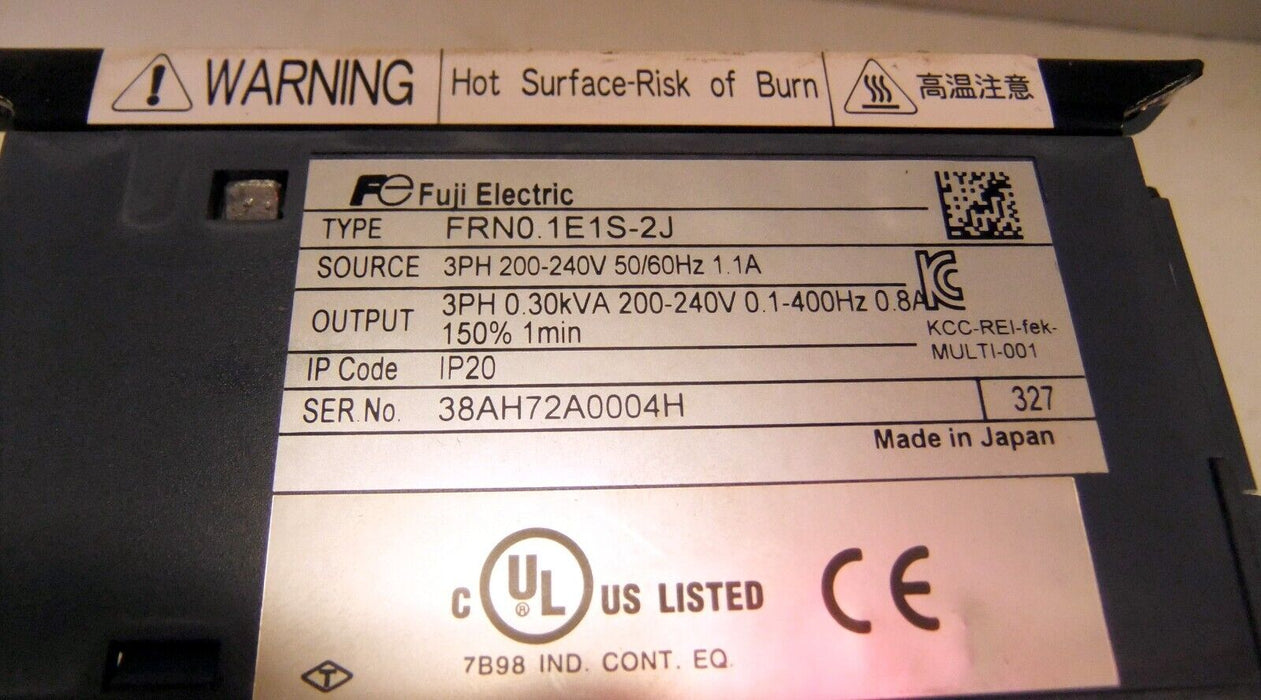 WARNING Hot Surface-Risk of Burn 高温注意
Fe Fuji Electric
TYPE FRN0.1E1S-2J
SOURCE 3PH 200-240V 50/60Hz 1.1A
OUTPUT 3PH 0.30kVA 200-240V 0.1-400Hz 0.8A
150% 1min
KCC-REI-fek-
MULTI-001
IP Code IP20
SER.No. 38AH72A0004H 327
Made in Japan
C UL® US LISTED CE
7B98 IND. CONT. EQ.
T